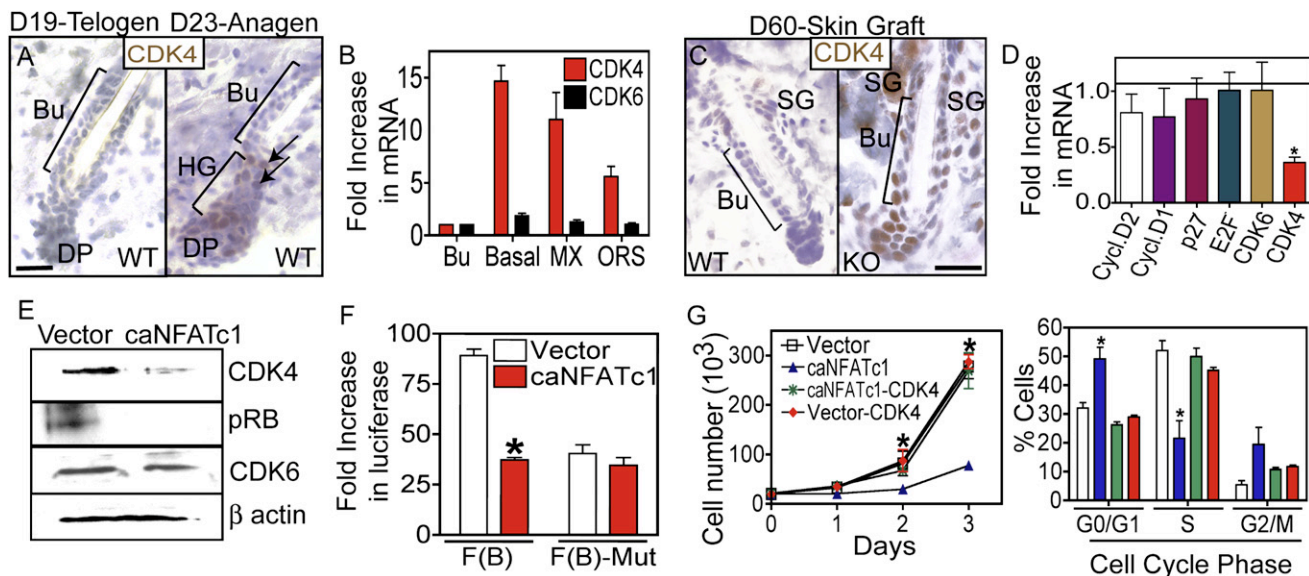 D19-Telogen D23-Anagen
A
CDK4
Bu
DP
WT
Bu
HG
DP
WT
B
Fold Increase
in mRNA
15
10
5
0
CDK4
CDK6
Bu Basal MX ORS
D60-Skin Graft
C
CDK4
SG
Bu
WT
SG
SG
Bu
KO
D
Fold Increase
in mRNA
1.0
0.5
0
*
Cycl.D2
Cycl.D1
p27
E2F
CDK6
CDK4
E
Vector caNFATc1
CDK4
pRB
CDK6
β actin
F
Fold Increase
in luciferase
100
75
50
25
0
Vector
caNFATc1
*
F(B) F(B)-Mut
G
Cell number (10³)
300
200
100
0
Vector
caNFATc1
caNFATc1-CDK4
Vector-CDK4
*
*
0 1 2 3
Days
% Cells
60
50
40
30
20
10
0
*
*
G0/G1 S G2/M
Cell Cycle Phase